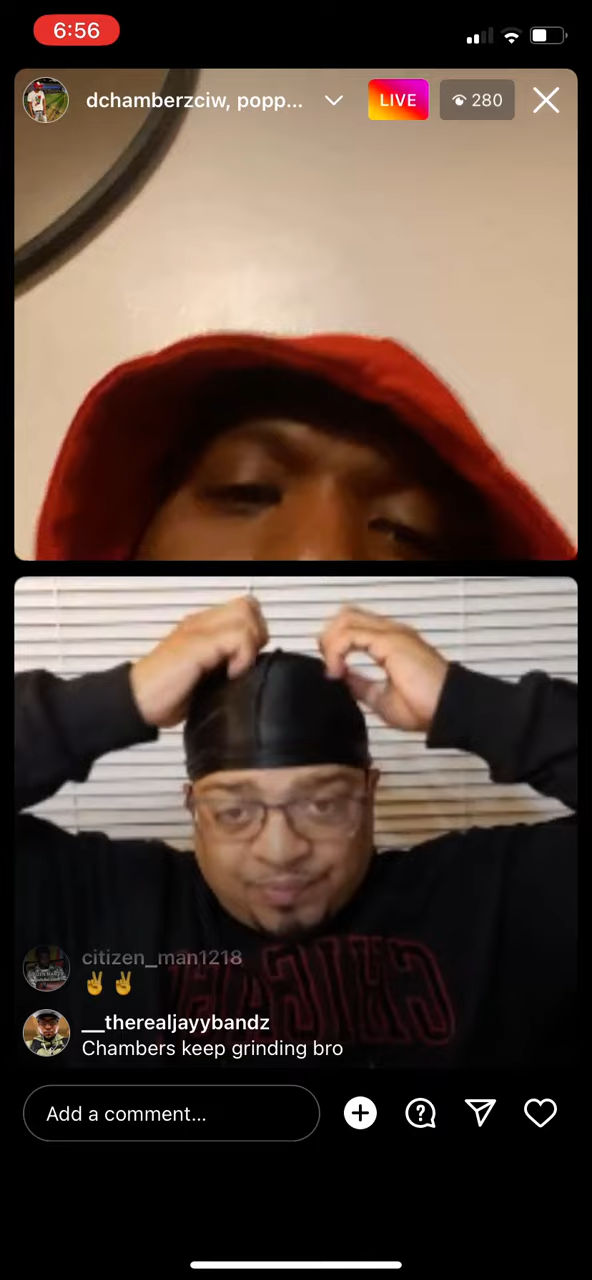 6:56
dchamberzciw, popp...
LIVE
280
citizen_man1218
✌️✌️
__therealjayybandz
Chambers keep grinding bro
Add a comment...